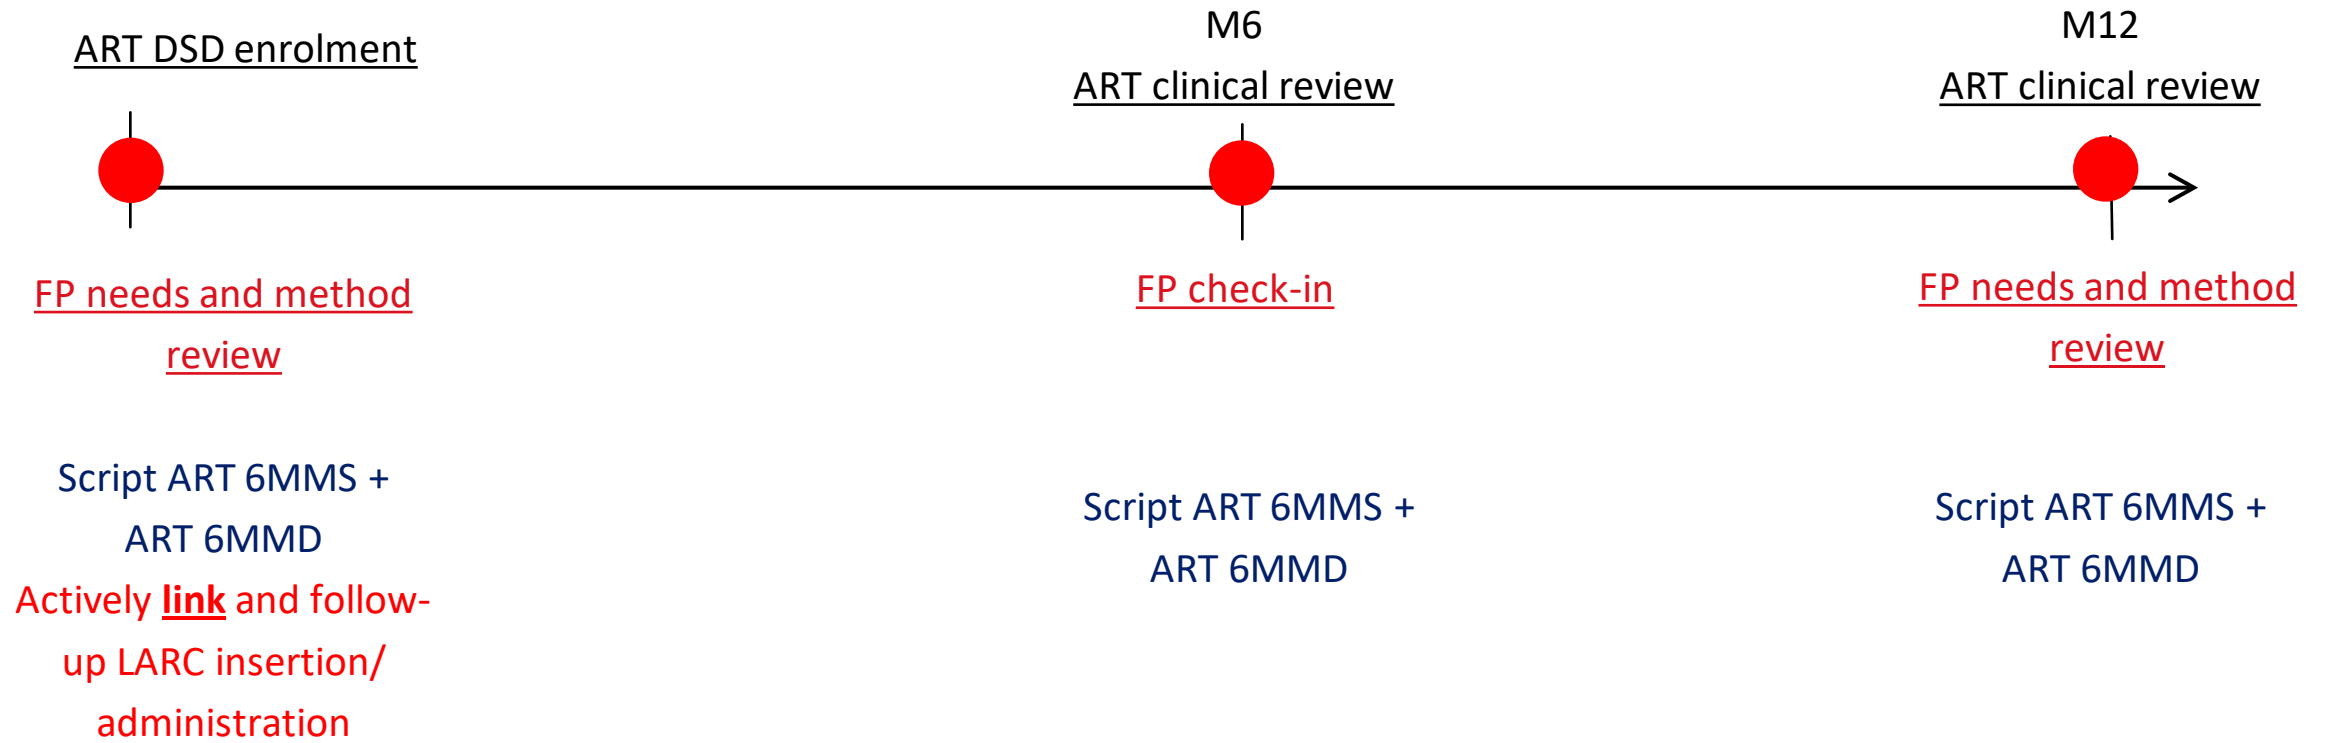 ART DSD enrolment
M6
ART clinical review
M12
ART clinical review
FP needs and method
review
FP check-in
FP needs and method
review
Script ART 6MMS +
ART 6MMD
Actively link and follow-
up LARC insertion/
administration
Script ART 6MMS +
ART 6MMD
Script ART 6MMS +
ART 6MMD